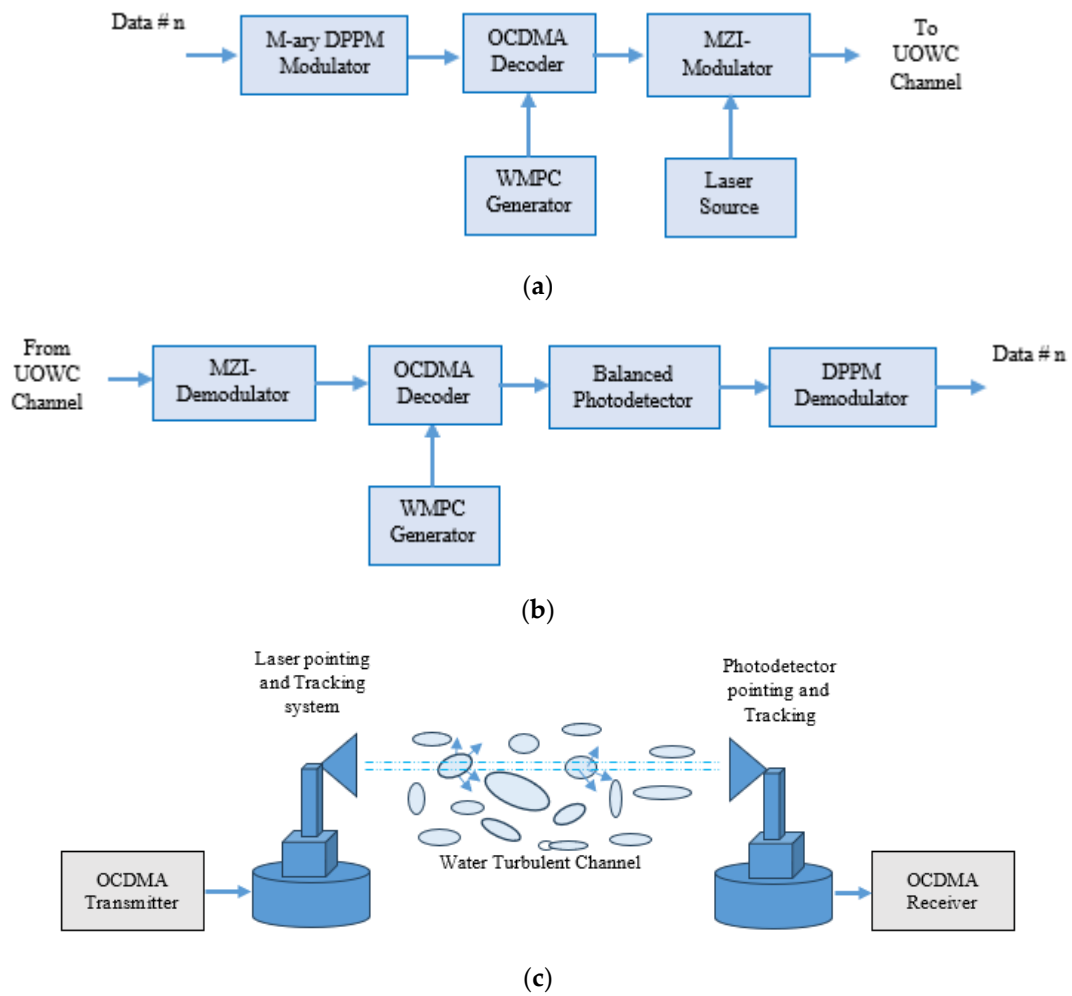 Data # n
M-ary DPPM
Modulator
OCDMA
Decoder
MZI-
Modulator
To
UOWC
Channel
WMPC
Generator
Laser
Source
(a)
From
UOWC
Channel
MZI-
Demodulator
OCDMA
Decoder
Balanced
Photodetector
DPPM
Demodulator
Data # n
WMPC
Generator
(b)
Laser pointing
and Tracking
system
Photodetector
pointing and
Tracking
Water Turbulent Channel
OCDMA
Transmitter
OCDMA
Receiver
(c)